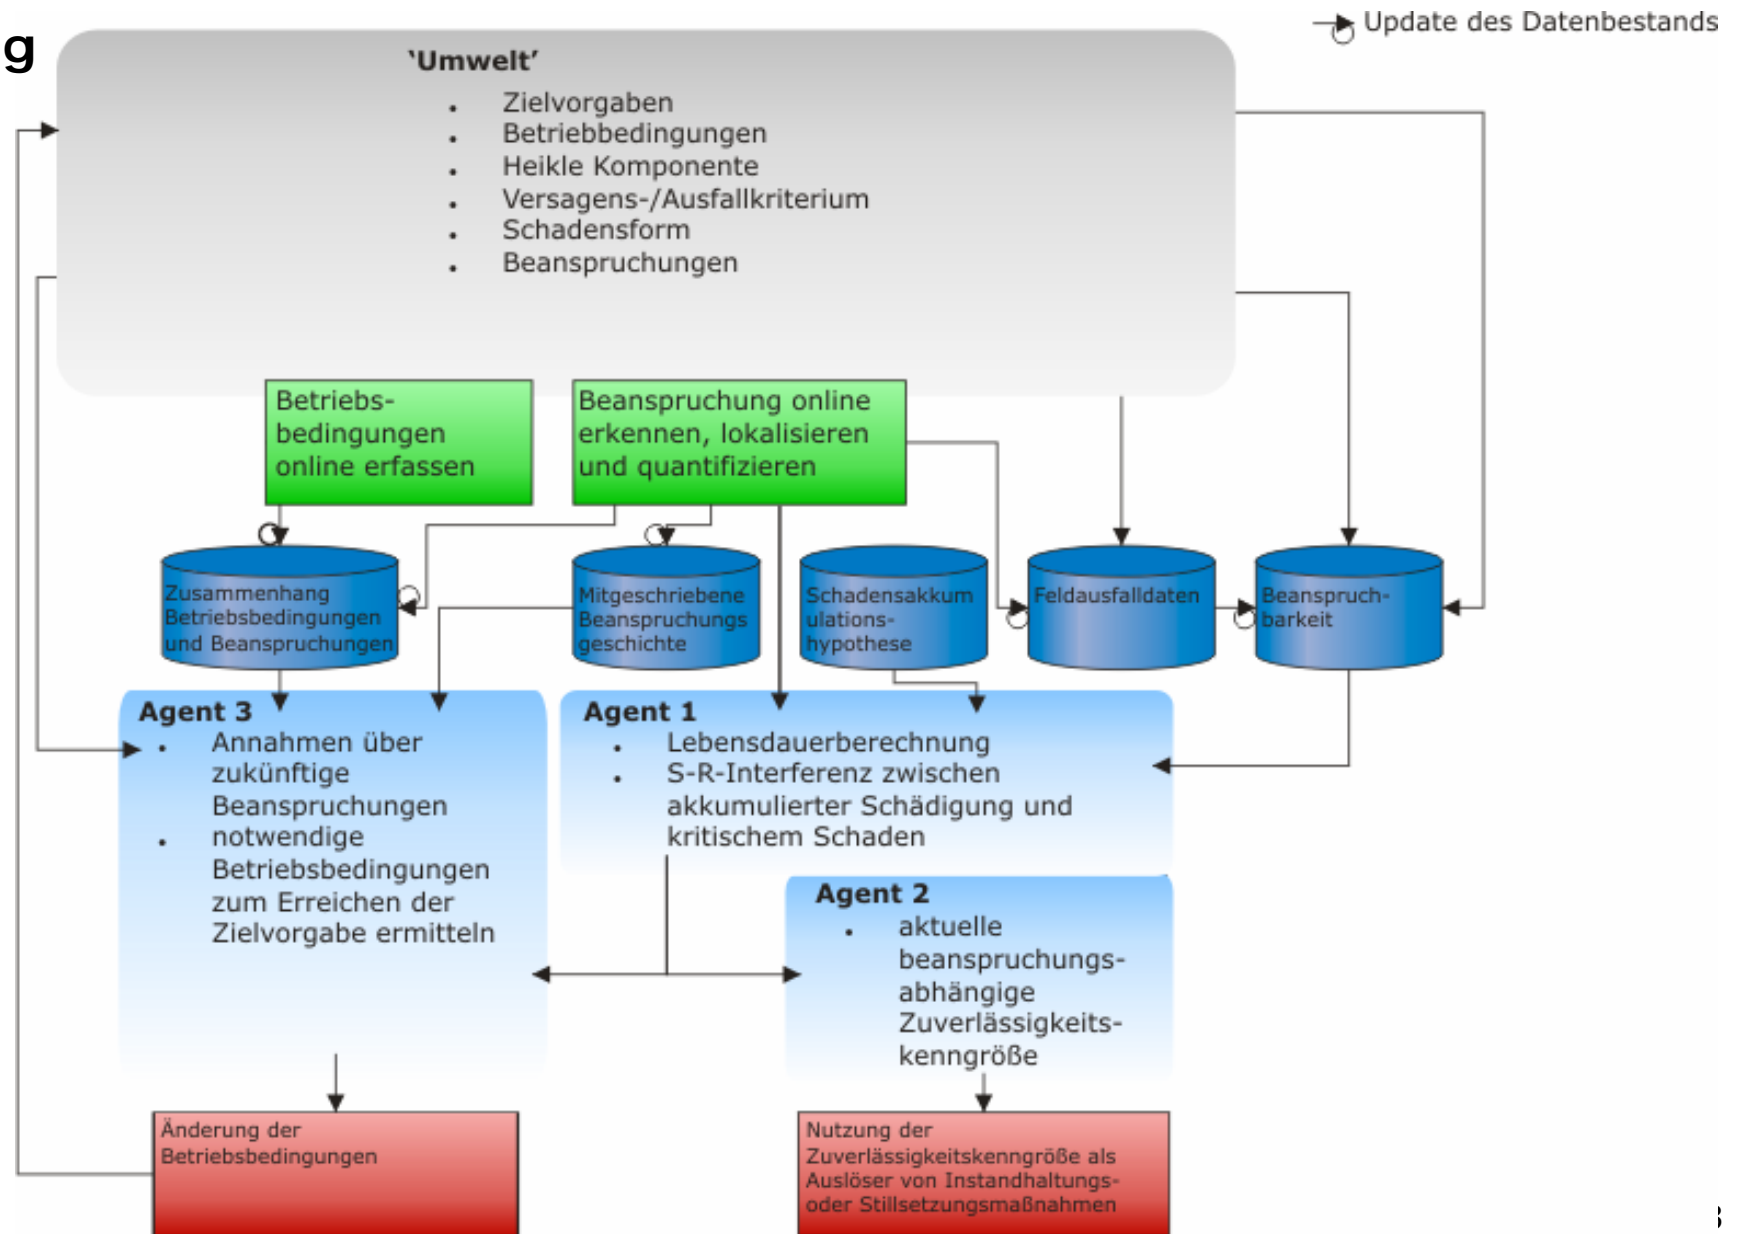 Update des Datenbestands
g
‘Umwelt’
. Zielvorgaben
. Betriebbedingungen
. Heikle Komponente
. Versagens-/Ausfallkriterium
. Schadensform
. Beanspruchungen
Betriebs-
bedingungen
online erfassen
Beanspruchung online
erkennen, lokalisieren
und quantifizieren
Zusammenhang
Betriebsbedingungen
und Beanspruchungen
Mitgeschriebene
Beanspruchungs
geschichte
Schadensakkum
ulations-
hypothese
Feldausfalldaten
Beanspruch-
barkeit
Agent 3
. Annahmen über
zukünftige
Beanspruchungen
. notwendige
Betriebsbedingungen
zum Erreichen der
Zielvorgabe ermitteln
Agent 1
. Lebensdauerberechnung
. S-R-Interferenz zwischen
akkumulierter Schädigung und
kritischem Schaden
Agent 2
. aktuelle
beanspruchungs-
abhängige
Zuverlässigkeits-
kenngröße
Änderung der
Betriebsbedingungen
Nutzung der
Zuverlässigkeitskenngröße als
Auslöser von Instandhaltungs-
oder Stillsetzungsmaßnahmen